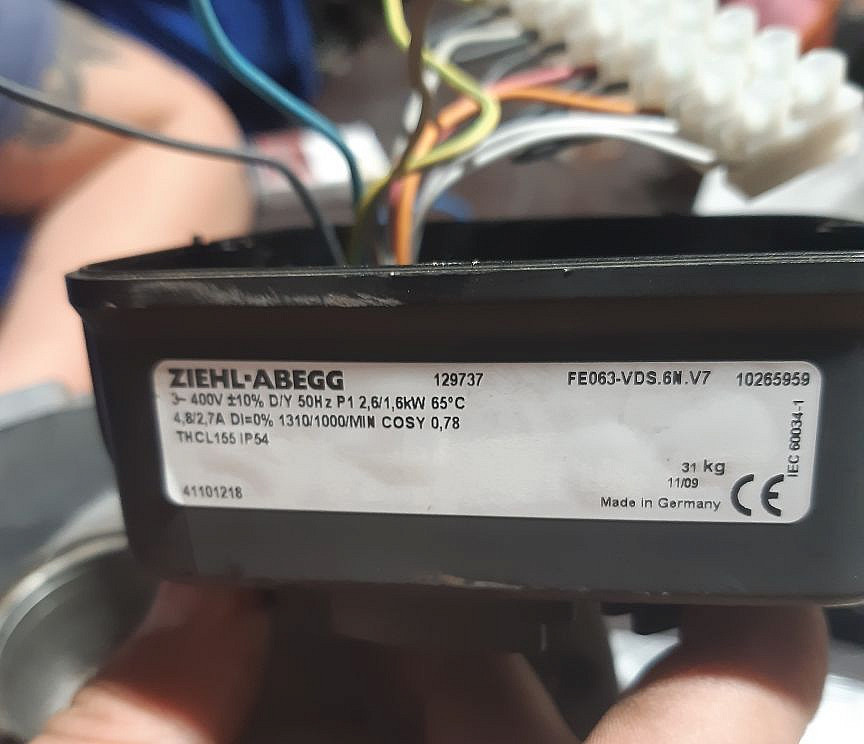 ZIEHL-ABEGG 129737 FE063-VDS.6N.V7 10265959
3~ 400V ±10% D/Y 50Hz P1 2,6/1,6kW 65°C
4,8/2,7A DI=0% 1310/1000/MIN COSY 0,78
THCL155 IP54
IEC 60034-1
31 kg
11/09
41101218
Made in Germany CE